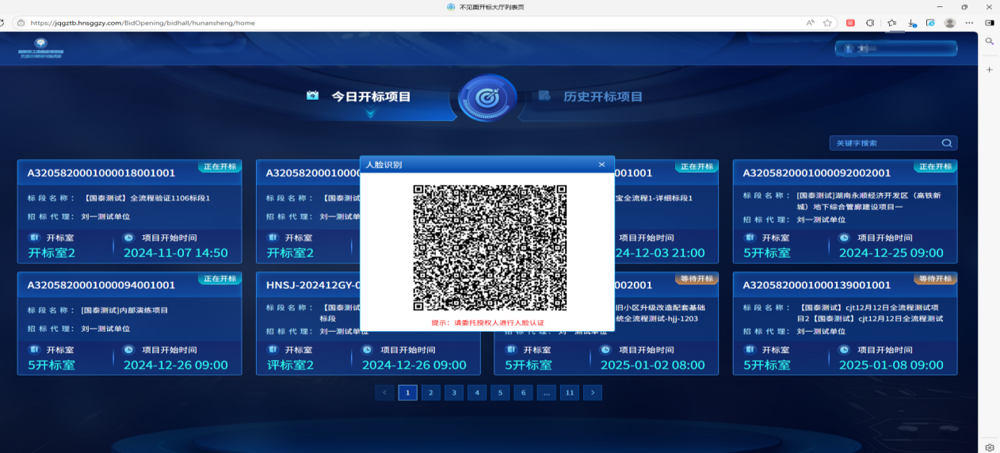 不见面开标大厅列表页
https://jqgztb.hnsggzy.com/BidOpening/bidhall/hunansheng/home
今日开标项目
历史开标项目
关键字搜索
A3205820001000018001001
正在开标
标段名称：【国泰测试】全流程验证1106标段1
招标代理：刘一测试单位
开标室
项目开始时间
开标室2
2024-11-07 14:50
A320582000100
标段名称：【国泰测试
招标代理：刘一测试单
开标室
开标室2
001001
正在开标
宝全流程1-详细标段1
项目开始时间
24-12-03 21:00
A3205820001000092002001
正在开标
标段名称：[国泰测试]湖南永顺经济开发区（高铁新
城）地下综合管廊建设项目一
招标代理：刘一测试单位
开标室
项目开始时间
5开标室
2024-12-25 09:00
人脸识别
提示：请委托授权人进行人脸认证
A3205820001000094001001
正在开标
标段名称：[国泰测试]内部演练项目
招标代理：刘一测试单位
开标室
项目开始时间
5开标室
2024-12-26 09:00
HNSJ-202412GY-0
标段名称：【国泰测试
标段
招标代理：刘一测试单位
开标室
项目开始时间
评标室2
2024-12-26 09:00
002001
等待开标
旧小区升级改造配套基础
统全流程测试-hjj-1203
招标代理：刘一测试单位
开标室
项目开始时间
5开标室
2025-01-02 08:00
A3205820001000139001001
等待开标
标段名称：【国泰测试】cjt12月12日全流程测试项
目2【国泰测试】cjt12月12日全流程测试
招标代理：刘一测试单位
开标室
项目开始时间
5开标室
2025-01-08 09:00
< 1 2 3 4 5 6 ... 11 >